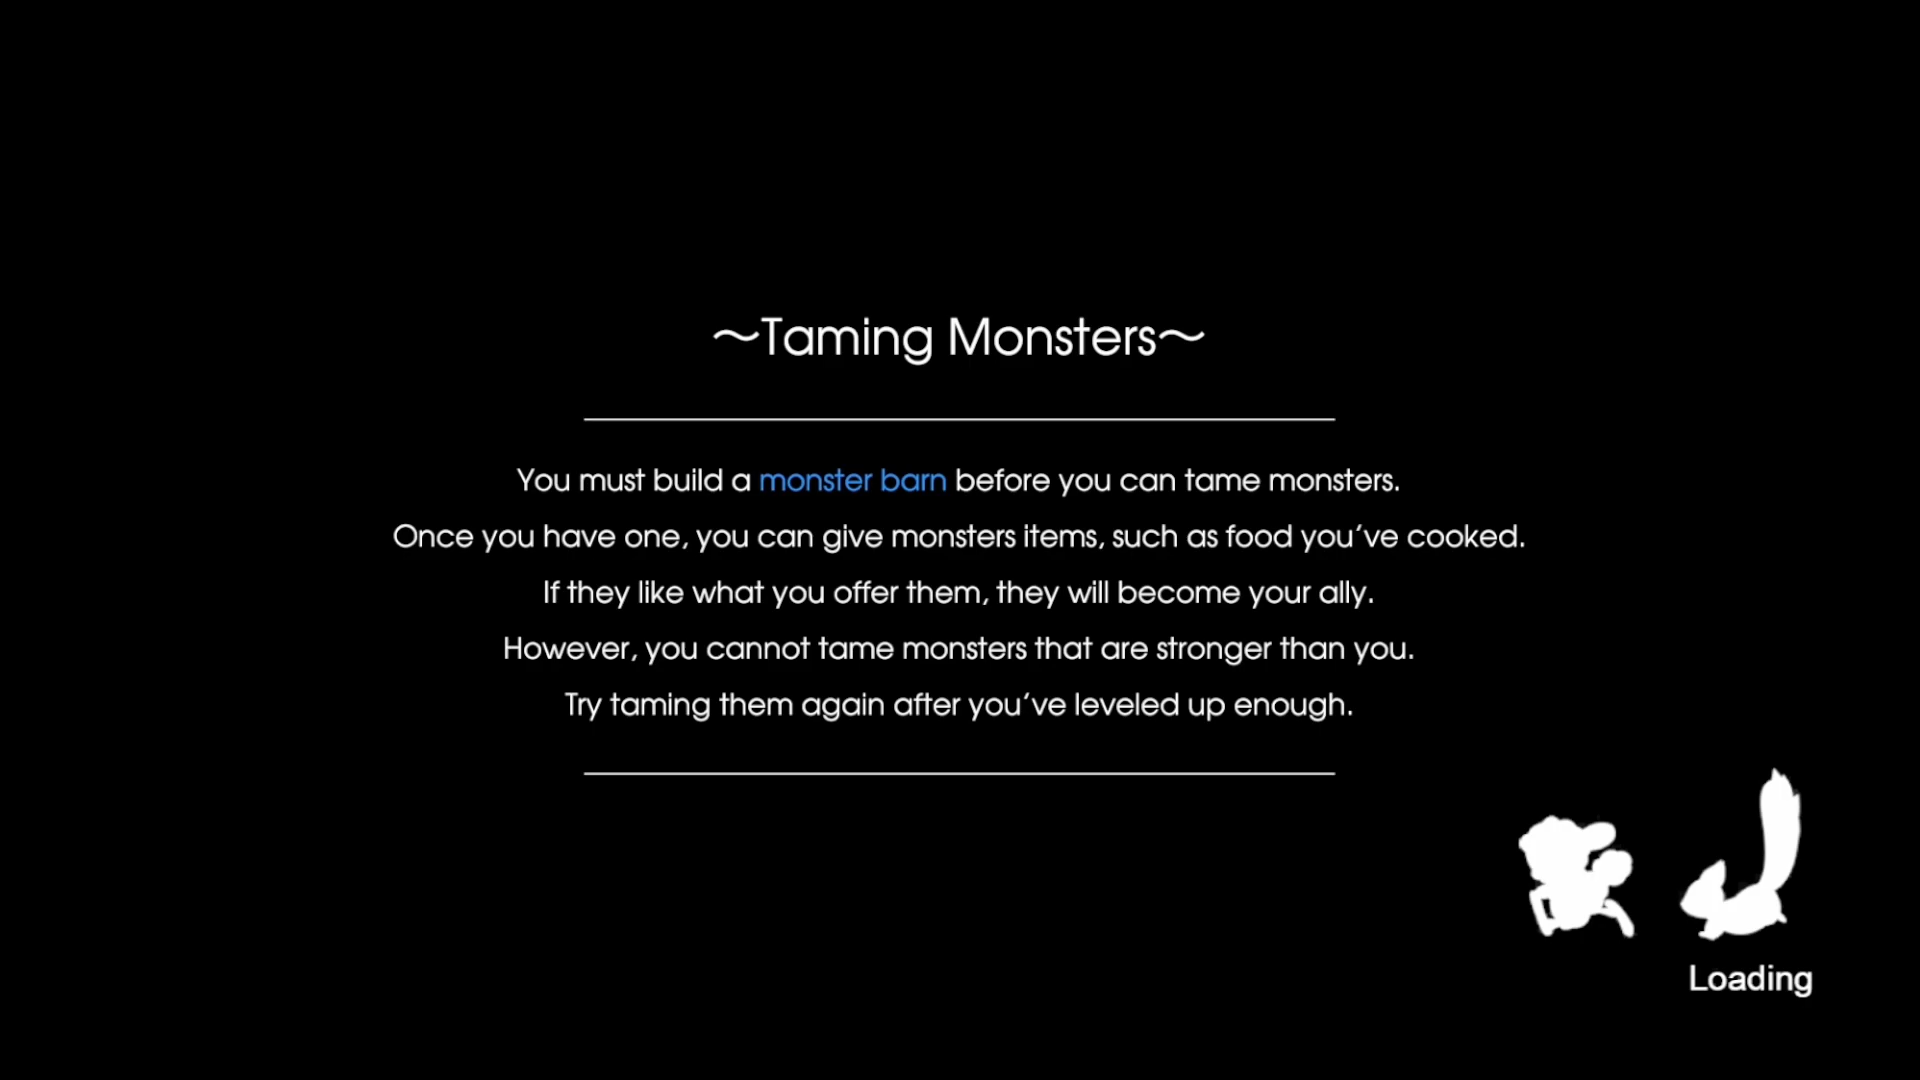 ～Taming Monsters～
You must build a monster barn before you can tame monsters.
Once you have one, you can give monsters items, such as food you've cooked.
If they like what you offer them, they will become your ally.
However, you cannot tame monsters that are stronger than you.
Try taming them again after you've leveled up enough.
Loading